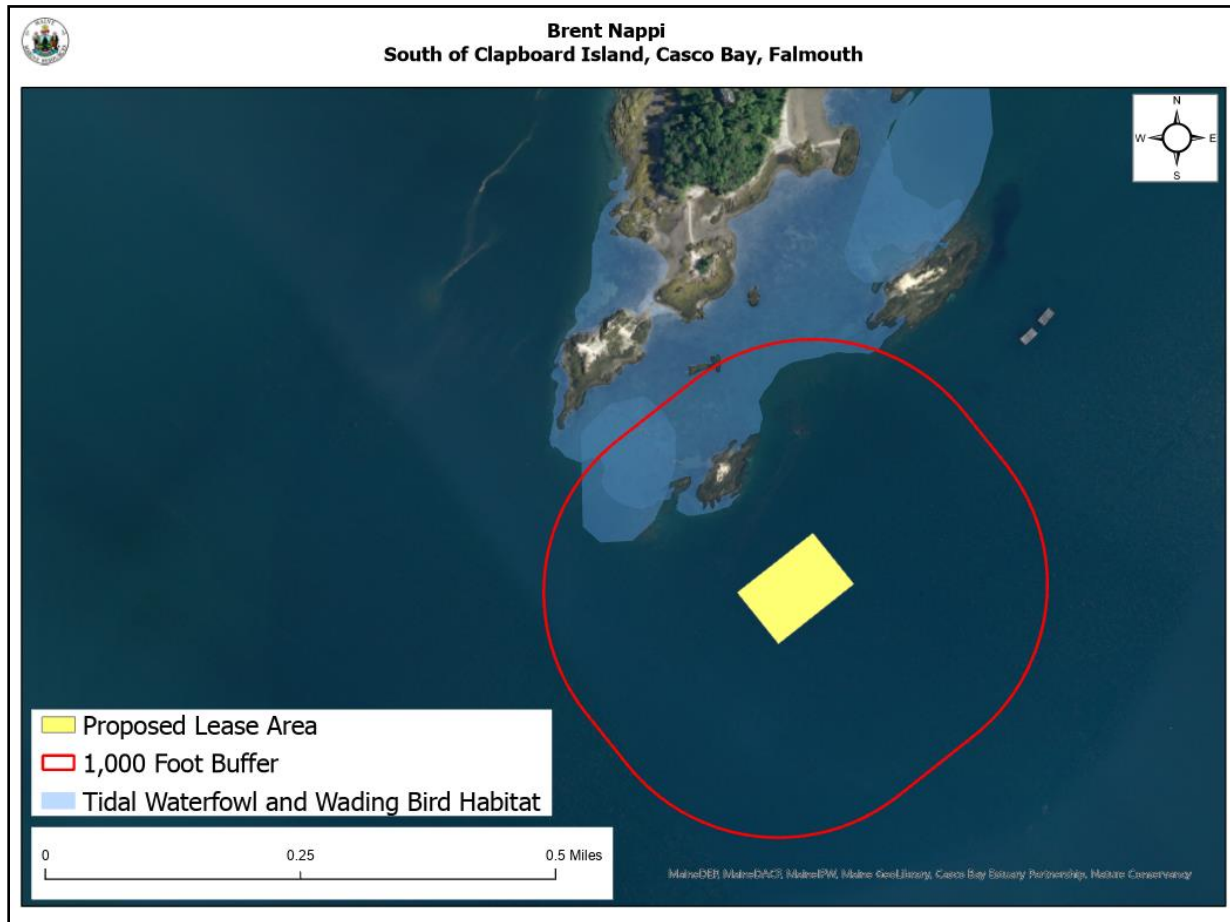 Brent Nappi
South of Clapboard Island, Casco Bay, Falmouth
N
W E
S
Proposed Lease Area
1,000 Foot Buffer
Tidal Waterfowl and Wading Bird Habitat
0 0.25 0.5 Miles
MaineDEP, MaineDACF, MaineIFW, Maine GeoLibrary, Casco Bay Estuary Partnership, Nature Conservancy